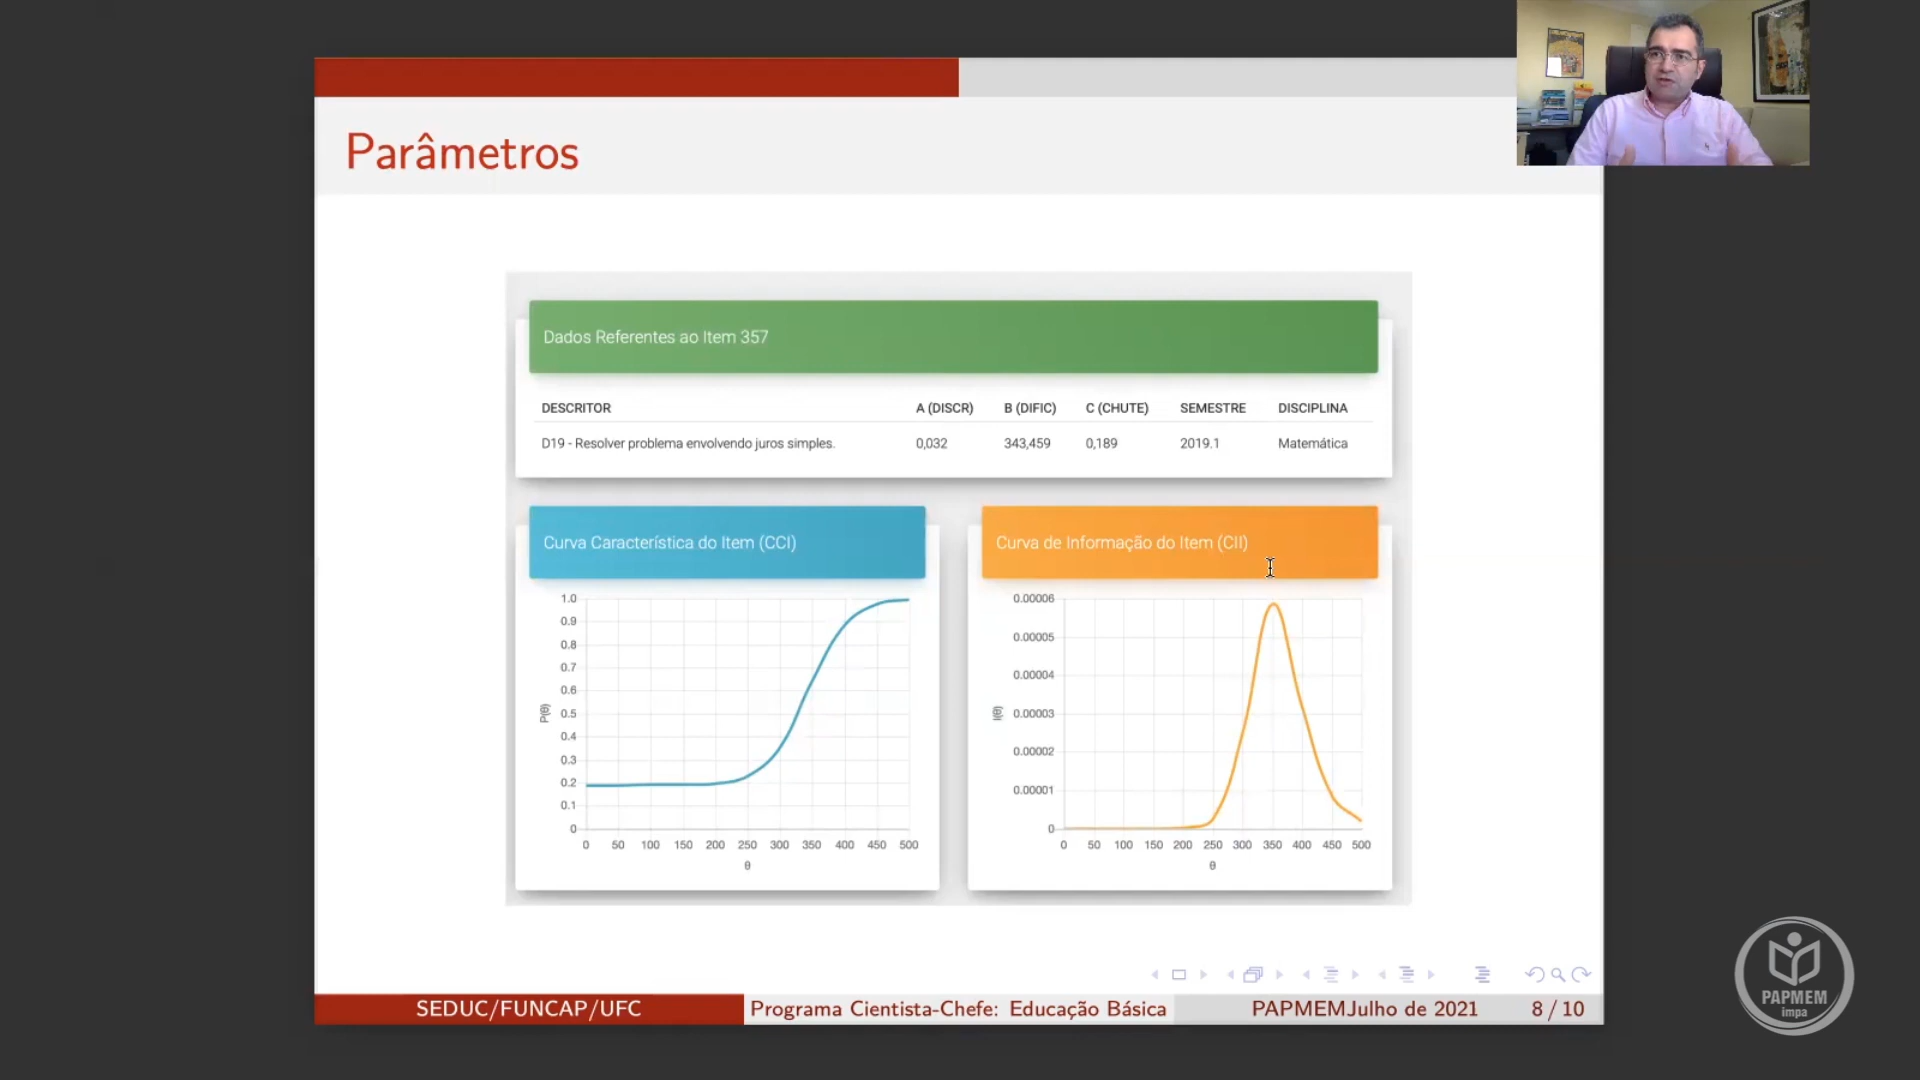 Parâmetros
Dados Referentes ao Item 357
DESCRITOR A (DISCR) B (DIFIC) C (CHUTE) SEMESTRE DISCIPLINA
D19 - Resolver problema envolvendo juros simples. 0,032 343,459 0,189 2019.1 Matemática
Curva Característica do Item (CCI)
1.0
0.9
0.8
0.7
0.6
0.5
0.4
0.3
0.2
0.1
0
P(θ)
0 50 100 150 200 250 300 350 400 450 500
θ
Curva de Informação do Item (CII)
0.00006
0.00005
0.00004
0.00003
0.00002
0.00001
0
I(θ)
0 50 100 150 200 250 300 350 400 450 500
θ
SEDUC/FUNCAP/UFC Programa Cientista-Chefe: Educação Básica PAPMEMJulho de 2021 8 / 10
PAPMEM
impa